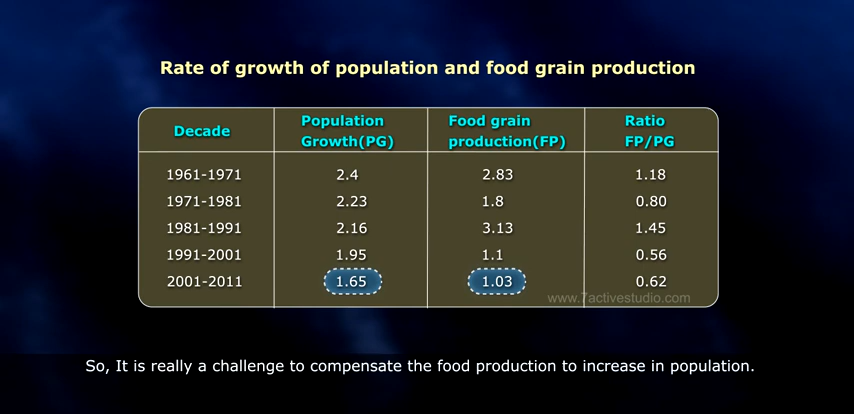 Rate of growth of population and food grain production
Decade Population Growth(PG) Food grain production(FP) Ratio FP/PG
1961-1971 2.4 2.83 1.18
1971-1981 2.23 1.8 0.80
1981-1991 2.16 3.13 1.45
1991-2001 1.95 1.1 0.56
2001-2011 1.65 1.03 0.62
www.7activestudio.com
So, It is really a challenge to compensate the food production to increase in population.